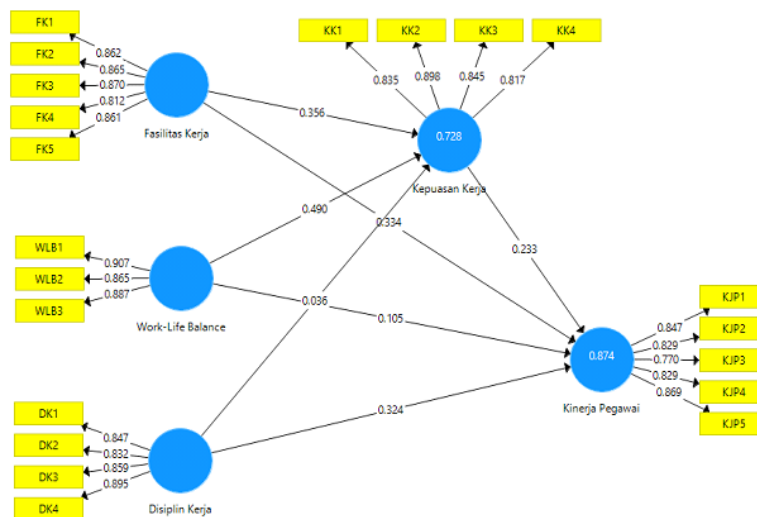 FK1
FK2
FK3
FK4
FK5
0.862
0.865
0.870
0.812
0.861
Fasilitas Kerja
KK1
KK2
KK3
KK4
0.835
0.898
0.845
0.817
0.728
Kepuasan Kerja
0.356
0.490
0.334
0.036
0.233
0.105
0.324
WLB1
WLB2
WLB3
0.907
0.865
0.887
Work-Life Balance
DK1
DK2
DK3
DK4
0.847
0.832
0.859
0.895
Disiplin Kerja
0.874
Kinerja Pegawai
0.847
0.829
0.770
0.829
0.869
KJP1
KJP2
KJP3
KJP4
KJP5